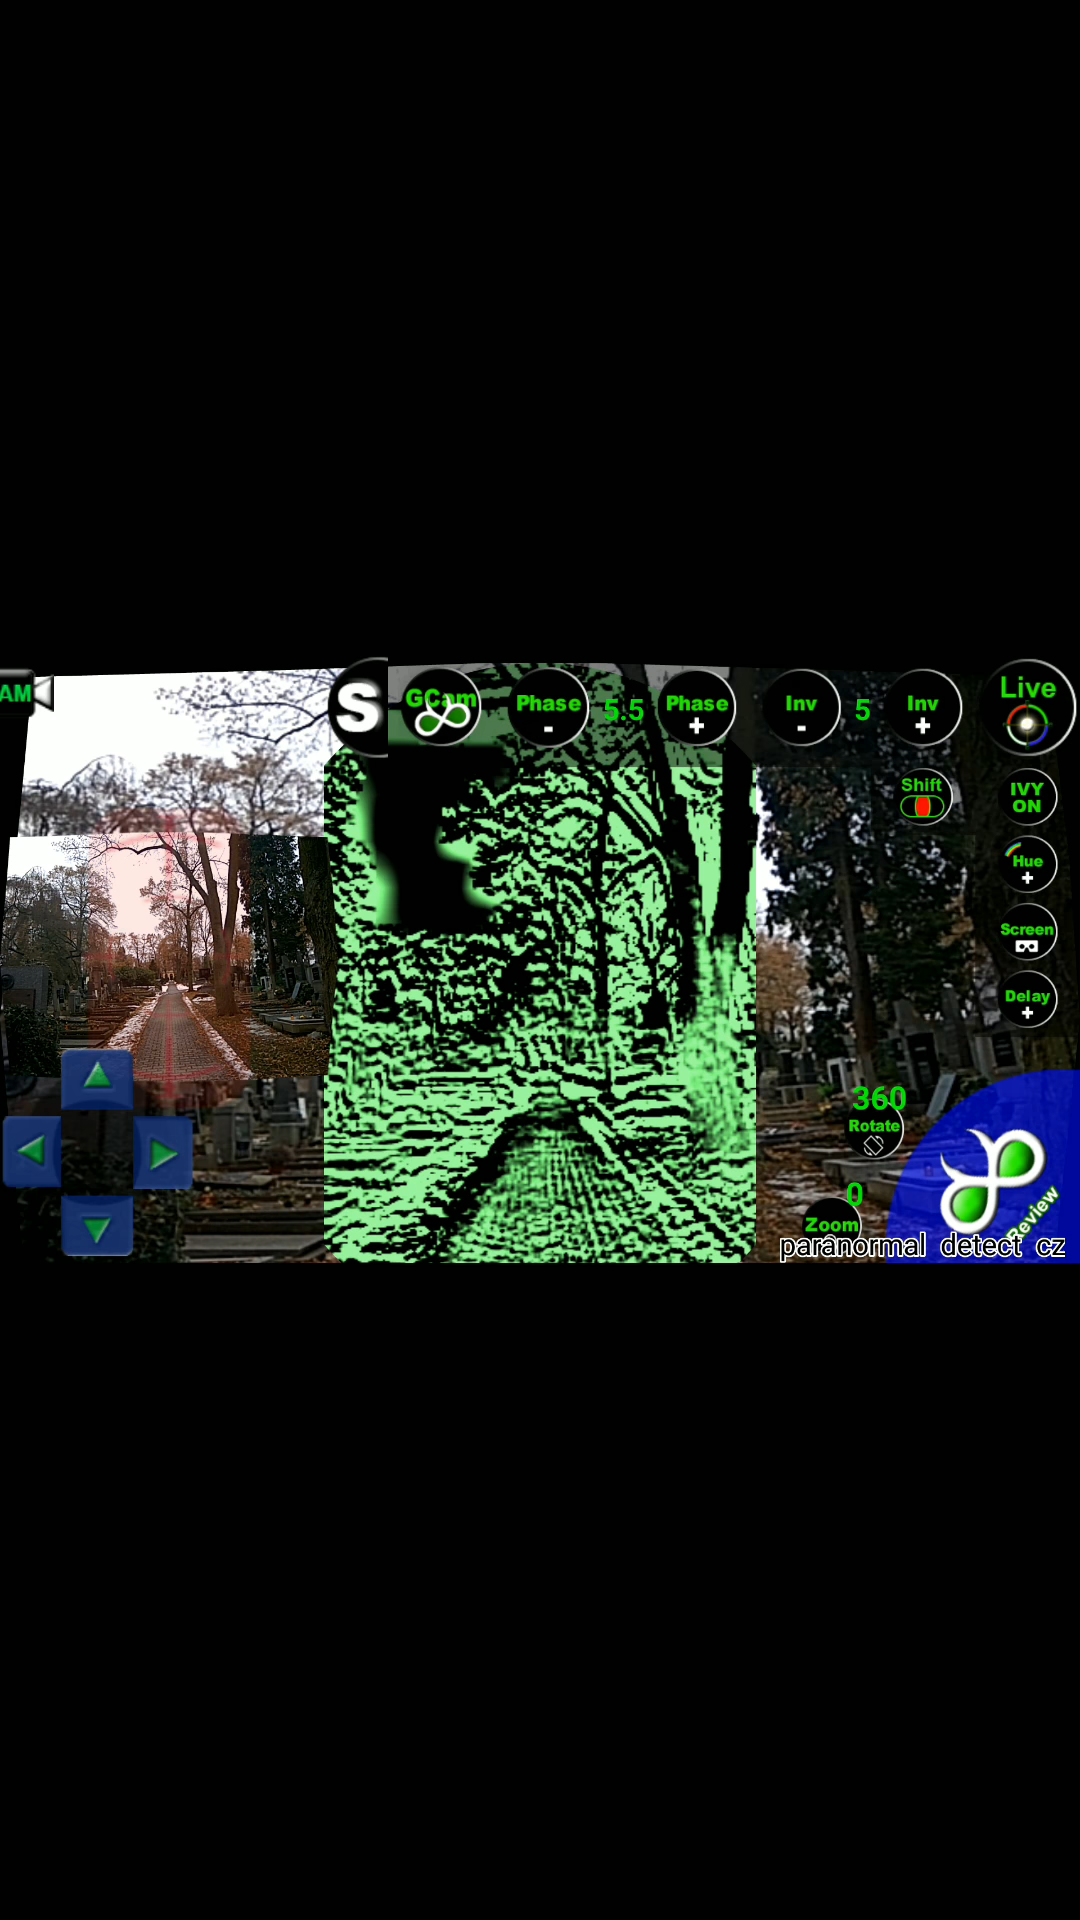 AM
S
GCam
Phase
-
5.5
Phase
+
Inv
-
5
Inv
+
Live
Shift
IVY
ON
Hue
+
Screen
Delay
+
360
Rotate
0
Zoom
Review
paranormal detect cz